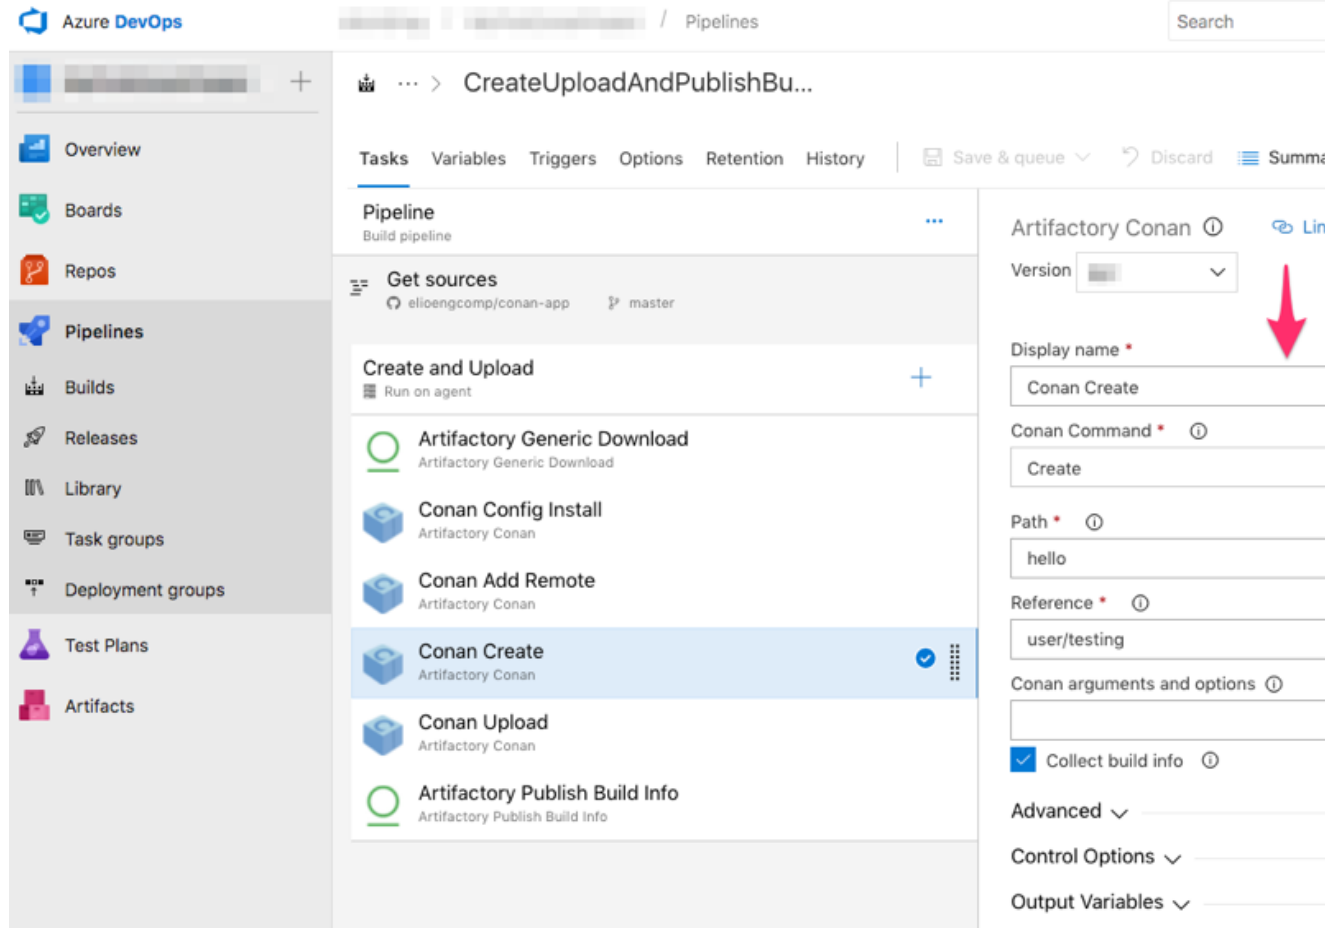 Azure DevOps
/ Pipelines
Search
... > CreateUploadAndPublishBu...
Tasks Variables Triggers Options Retention History
Save & queue
Discard
Summa
Overview
Boards
Repos
Pipelines
Builds
Releases
Library
Task groups
Deployment groups
Test Plans
Artifacts
Pipeline
Build pipeline
...
Get sources
elioengcomp/conan-app master
Create and Upload
Run on agent
Artifactory Generic Download
Artifactory Generic Download
Conan Config Install
Artifactory Conan
Conan Add Remote
Artifactory Conan
Conan Create
Artifactory Conan
Conan Upload
Artifactory Conan
Artifactory Publish Build Info
Artifactory Publish Build Info
Artifactory Conan
Lin
Version
Display name *
Conan Create
Conan Command *
Create
Path *
hello
Reference *
user/testing
Conan arguments and options
Collect build info
Advanced
Control Options
Output Variables